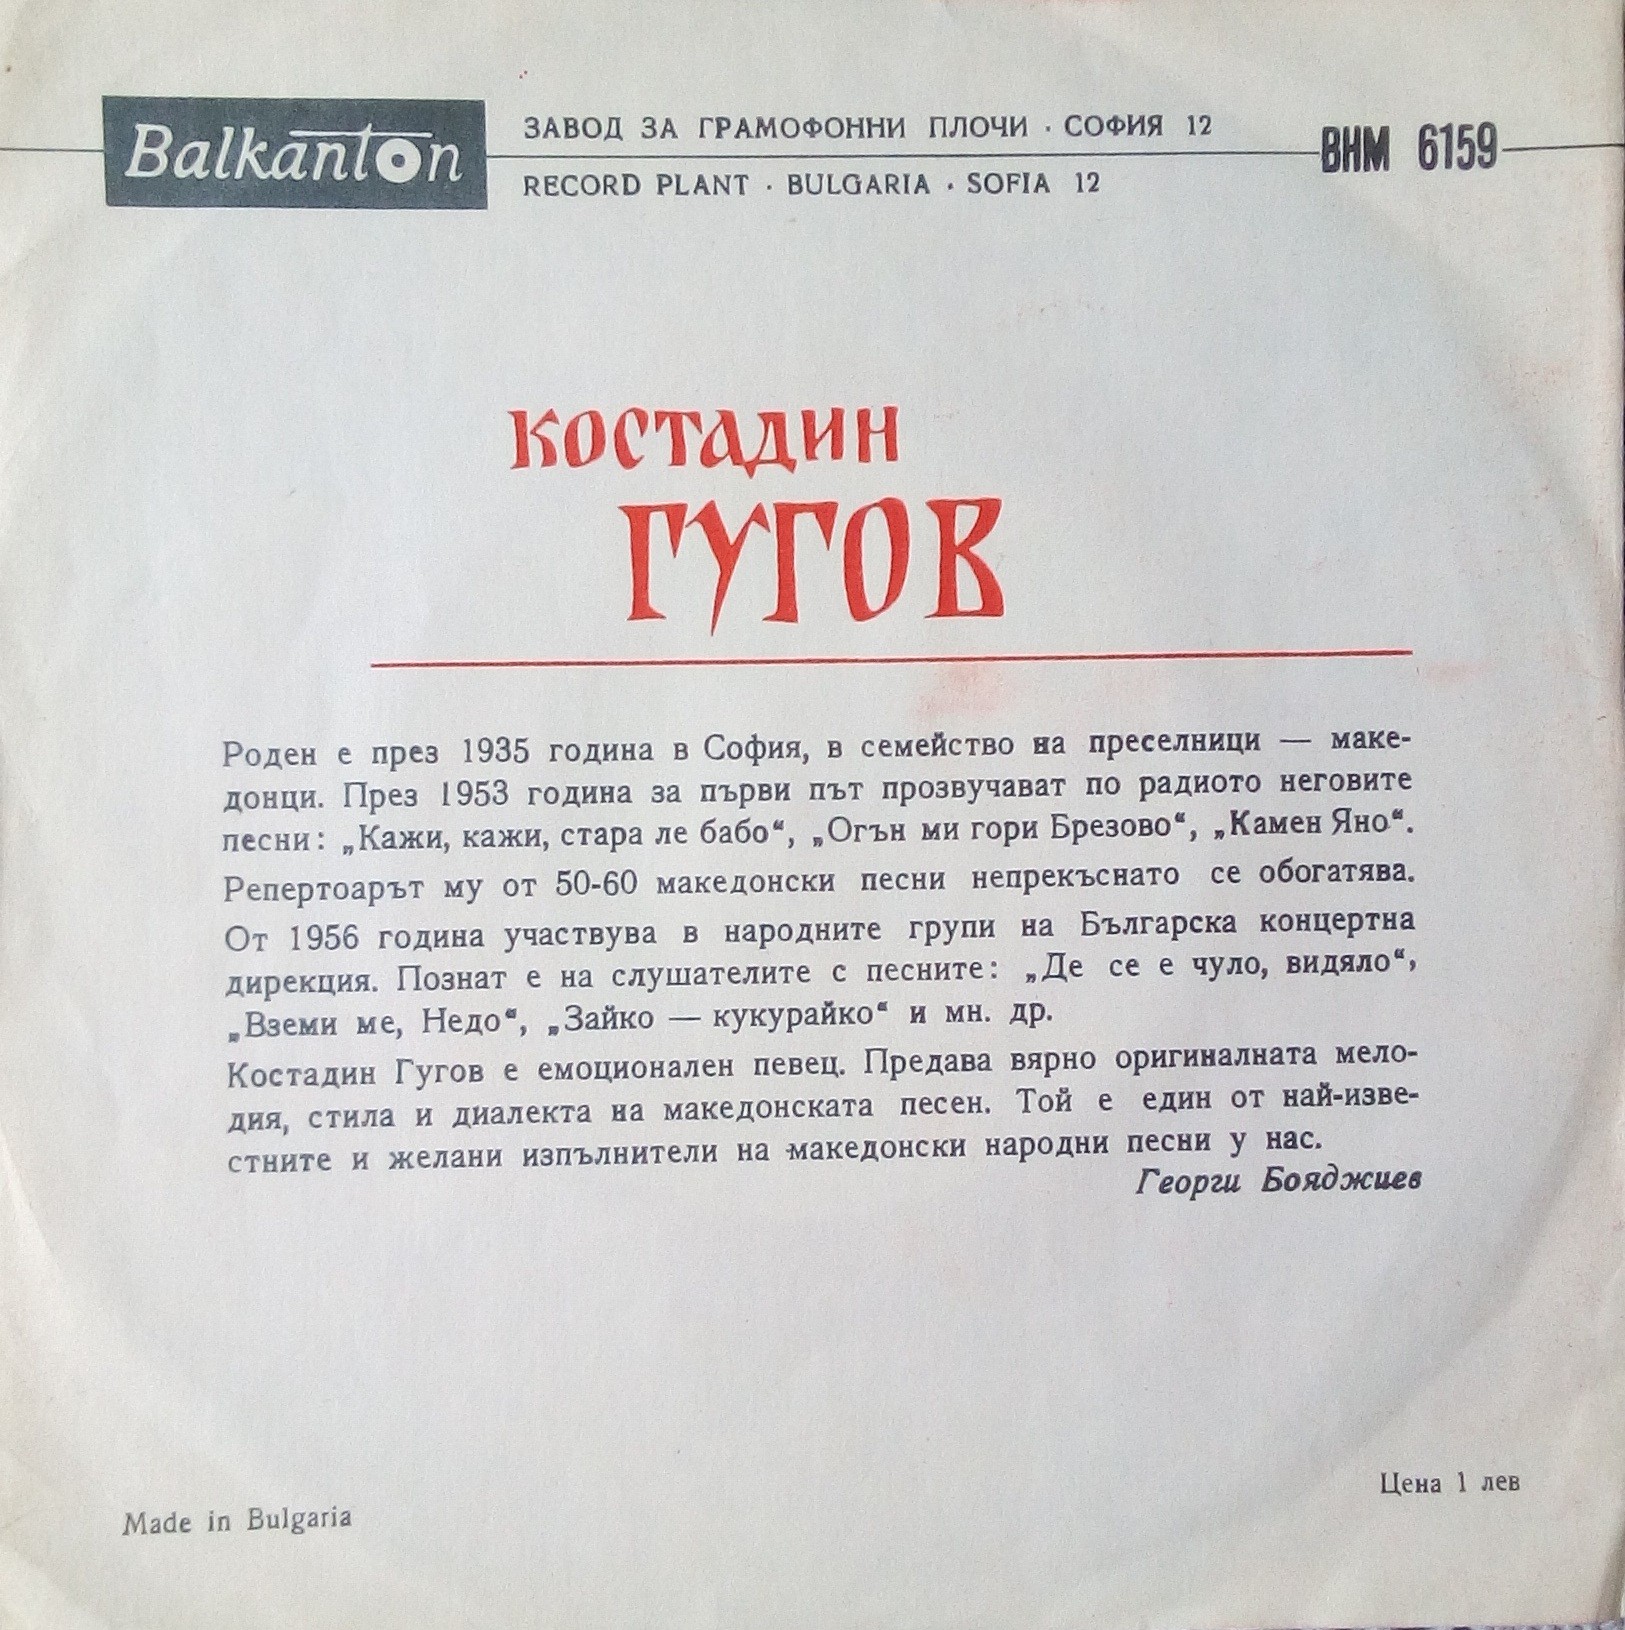 Balkanton
ЗАВОД ЗА ГРАМОФОННИ ПЛОЧИ · СОФИЯ 12
RECORD PLANT · BULGARIA · SOFIA 12
ВНМ 6159
КОСТАДИН
ГУГОВ
Роден е през 1935 година в София, в семейство на преселници — маке-
донци. През 1953 година за първи път прозвучават по радиото неговите
песни: „Кажи, кажи, стара ле бабо“, „Огън ми гори Брезово“, „Камен Яно“.
Репертоарът му от 50-60 македонски песни непрекъснато се обогатява.
От 1956 година участвува в народните групи на Българска концертна
дирекция. Познат е на слушателите с песните: „Де се е чуло, видяло“,
„Вземи ме, Недо“, „Зайко — кукурайко“ и мн. др.
Костадин Гугов е емоционален певец. Предава вярно оригиналната мело-
дия, стила и диалекта на македонската песен. Той е един от най-изве-
стните и желани изпълнители на македонски народни песни у нас.
Георги Бояджиев
Цена 1 лев
Made in Bulgaria